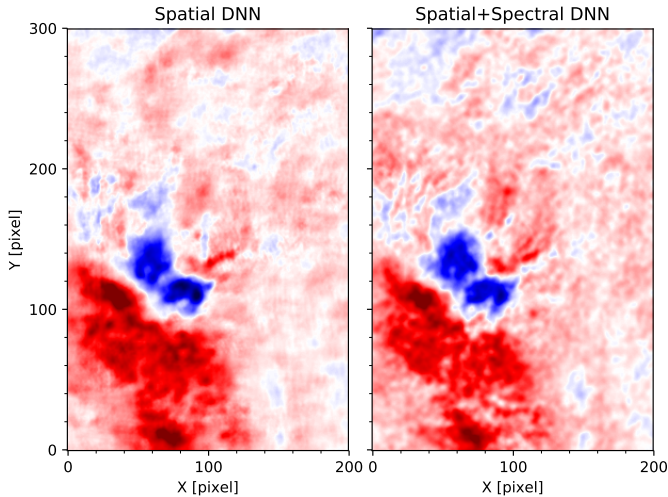 Spatial DNN
Spatial+Spectral DNN
300
200
100
0
Y [pixel]
0 100 200
0 100 200
X [pixel]
X [pixel]